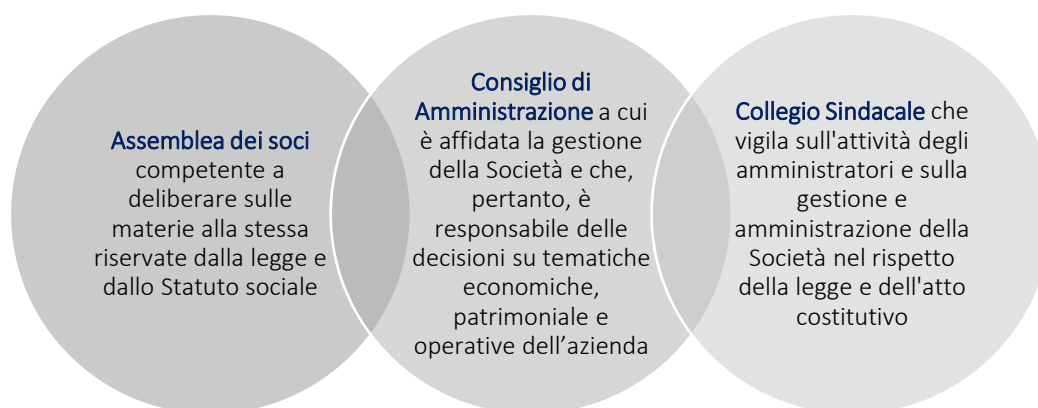 Assemblea dei soci
competente a
deliberare sulle
materie alla stessa
riservate dalla legge e
dallo Statuto sociale
Consiglio di
Amministrazione a cui
è affidata la gestione
della Società e che,
pertanto, è
responsabile delle
decisioni su tematiche
economiche,
patrimoniale e
operative dell’azienda
Collegio Sindacale che
vigila sull'attività degli
amministratori e sulla
gestione e
amministrazione della
Società nel rispetto
della legge e dell'atto
costitutivo